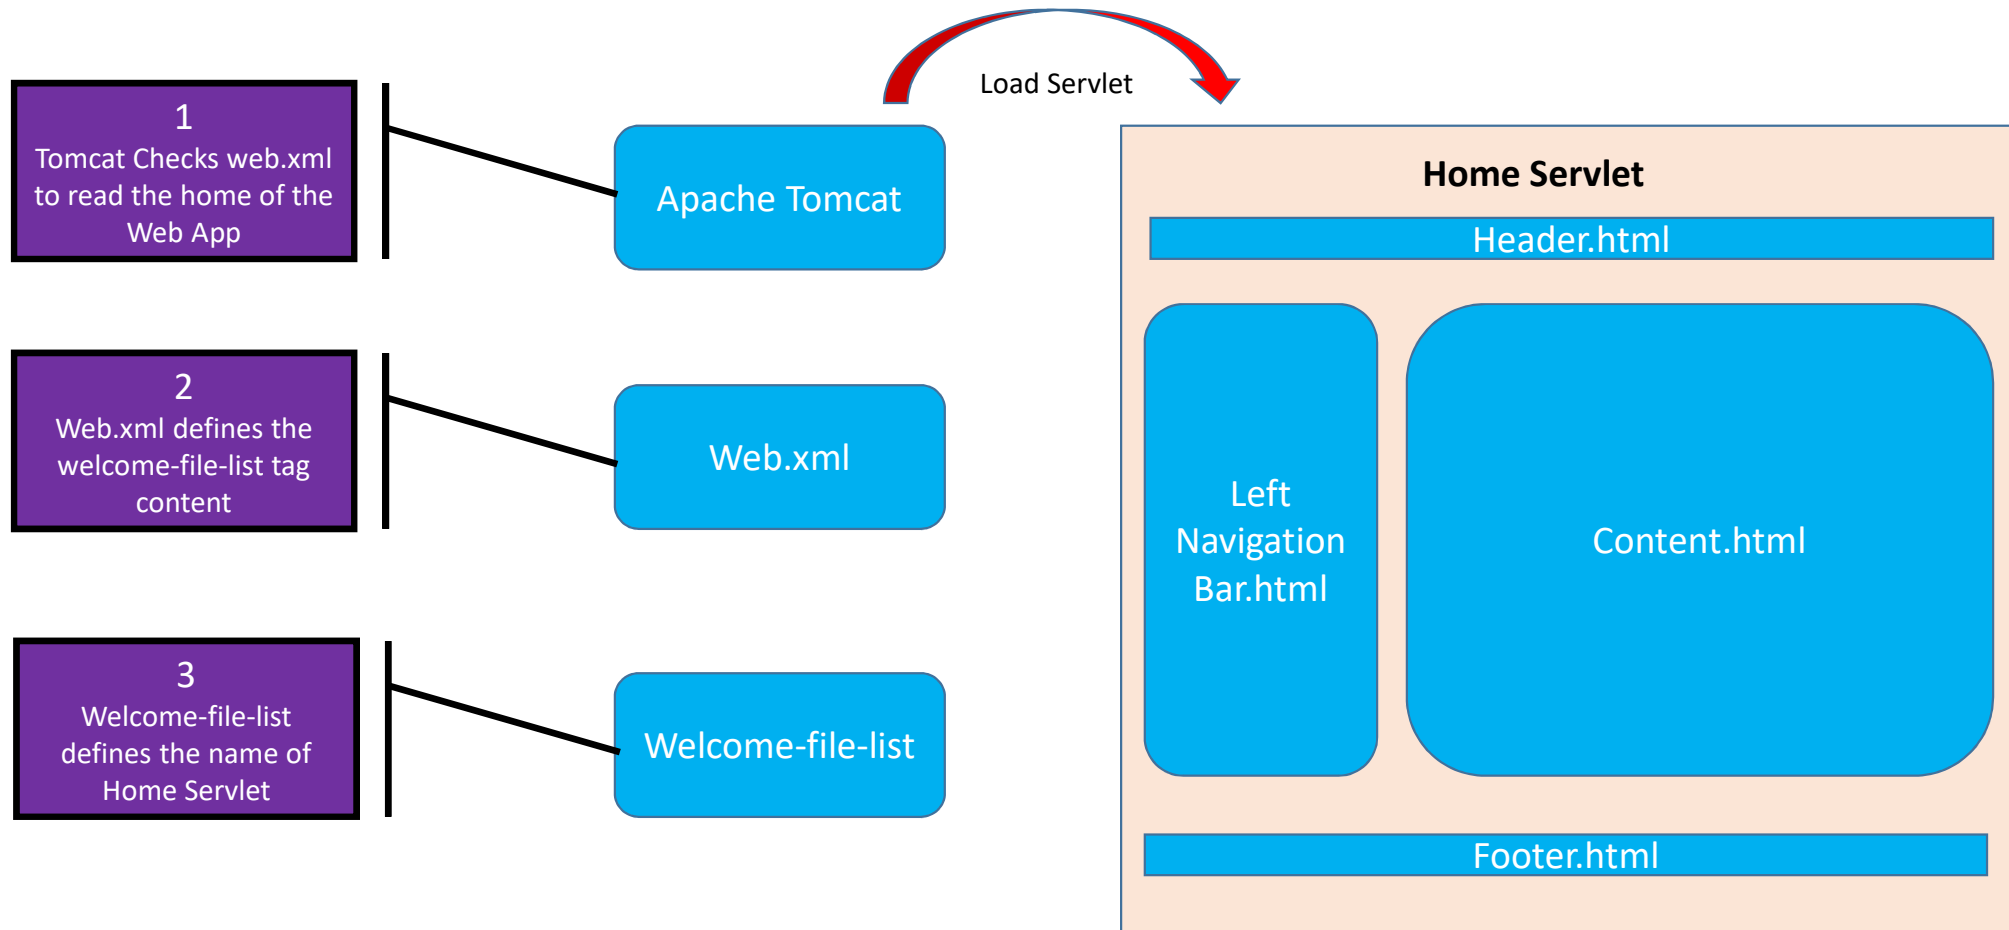 Load Servlet
1
Tomcat Checks web.xml
to read the home of the
Web App
Apache Tomcat
2
Web.xml defines the
welcome-file-list tag
content
Web.xml
3
Welcome-file-list
defines the name of
Home Servlet
Welcome-file-list
Home Servlet
Header.html
Left
Navigation
Bar.html
Content.html
Footer.html